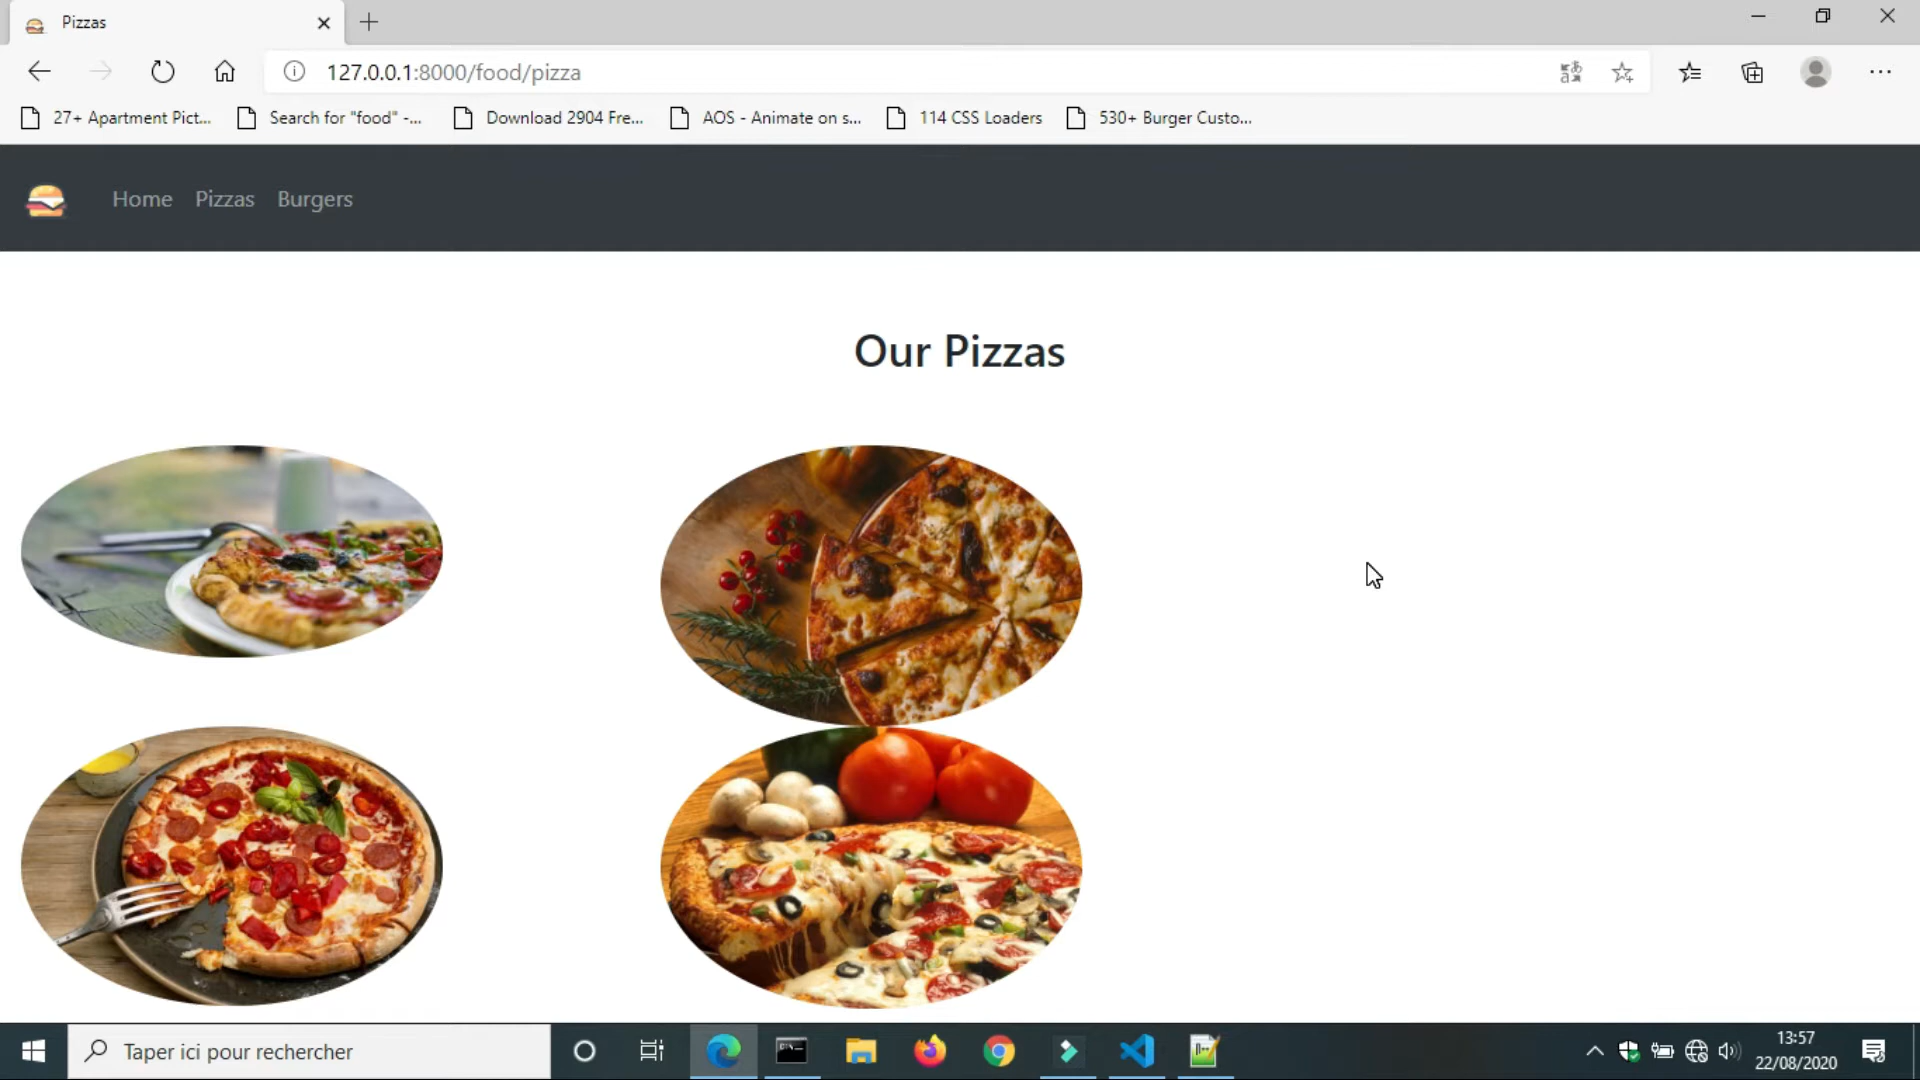 Pizzas
127.0.0.1:8000/food/pizza
27+ Apartment Pict...
Search for "food" -...
Download 2904 Fre...
AOS - Animate on s...
114 CSS Loaders
530+ Burger Custo...
Home Pizzas Burgers
Our Pizzas
Taper ici pour rechercher
13:57
22/08/2020